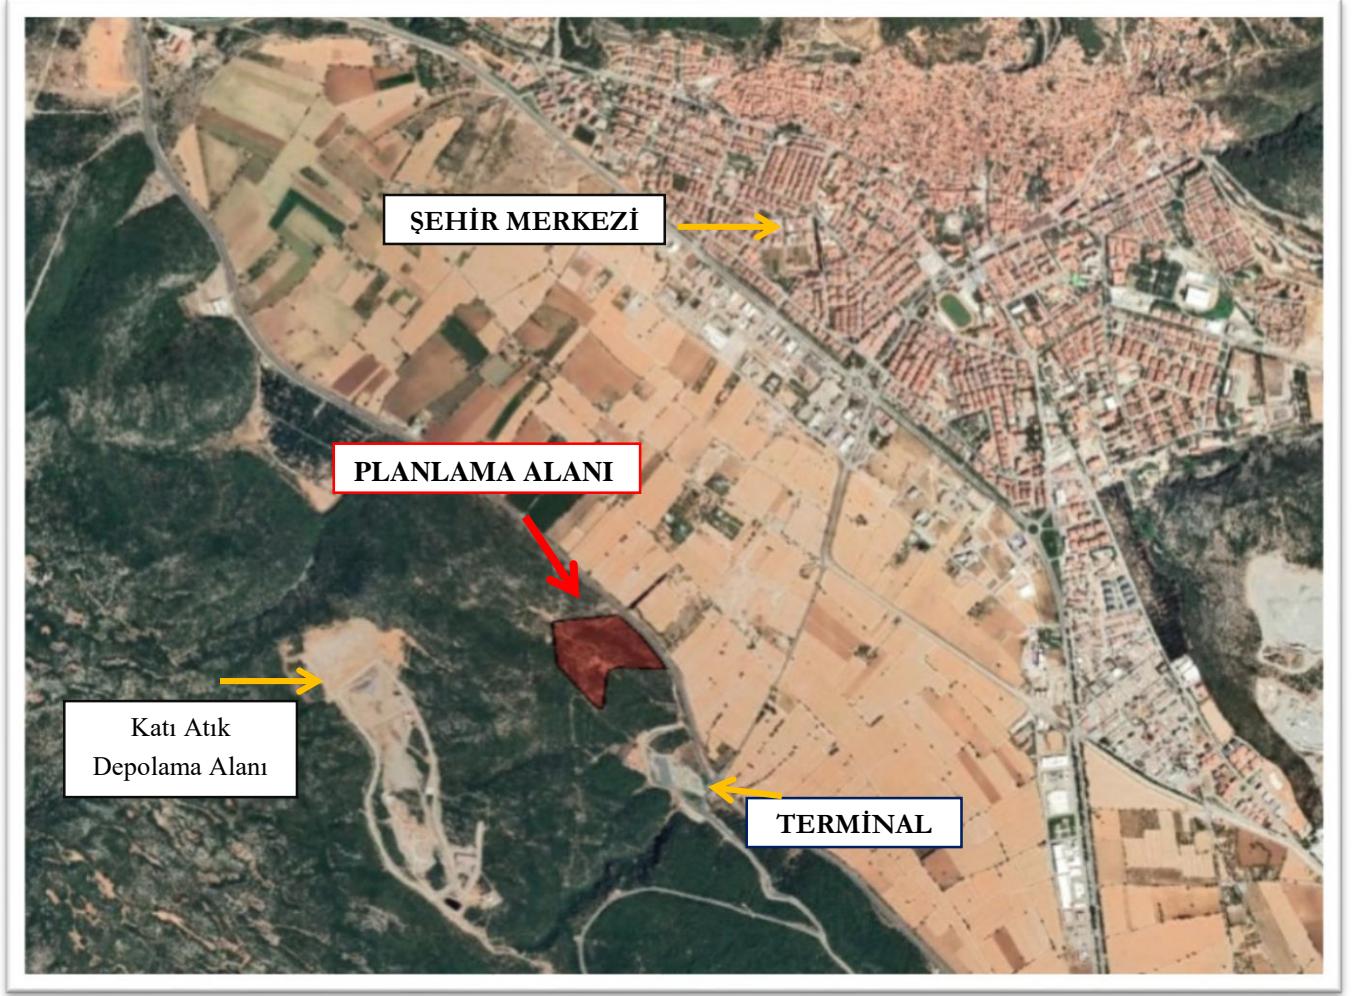 ŞEHİR MERKEZİ
PLANLAMA ALANI
Katı Atık
Depolama Alanı
TERMİNAL